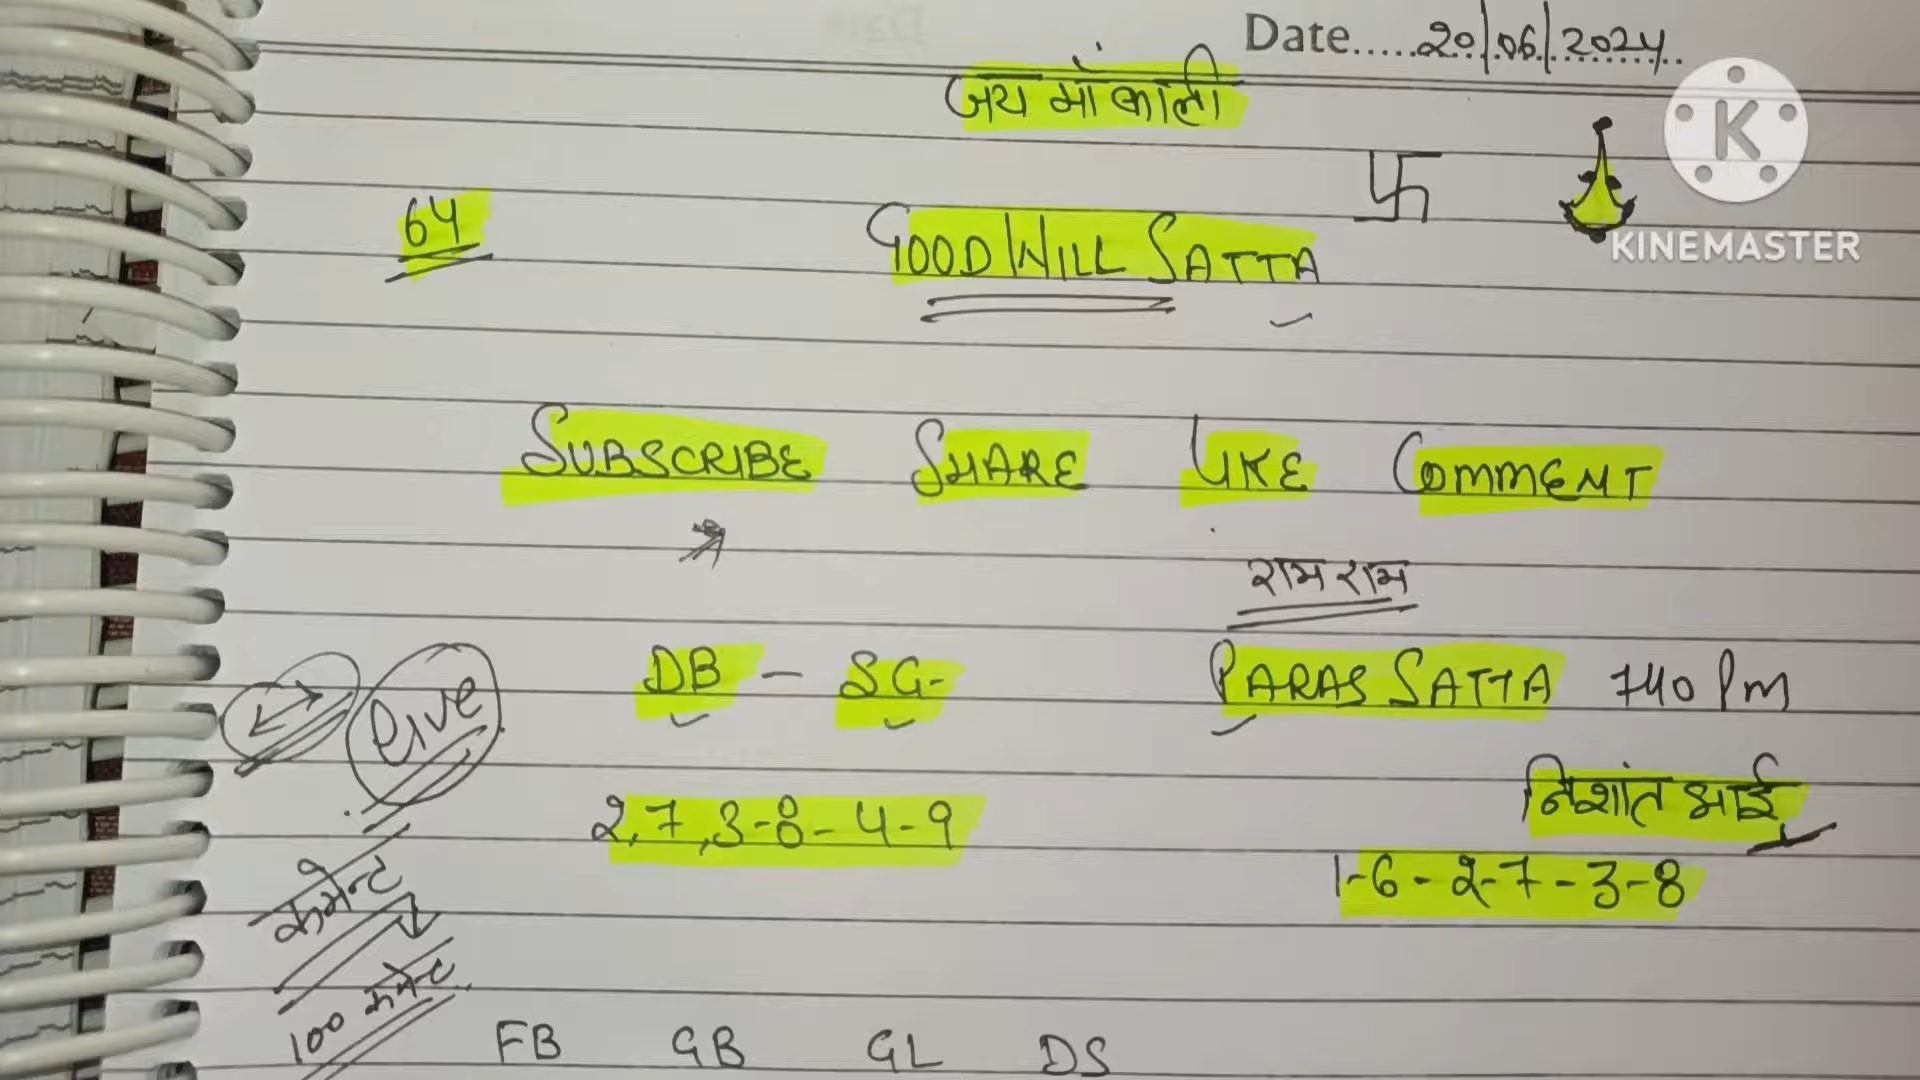 Date.....20/06/2024
जय माँ काली
K
KINEMASTER
64
GOODWILL SATTA
SUBSCRIBE SHARE LIKE COMMENT
राम राम
DB - SG-
PARAS SATTA 740 Pm
Live
निशांत भाई
2,7,3-8-4-9
1-6-2-7-3-8
कमेन्ट
100 कमेन्ट
FB GB GL DS